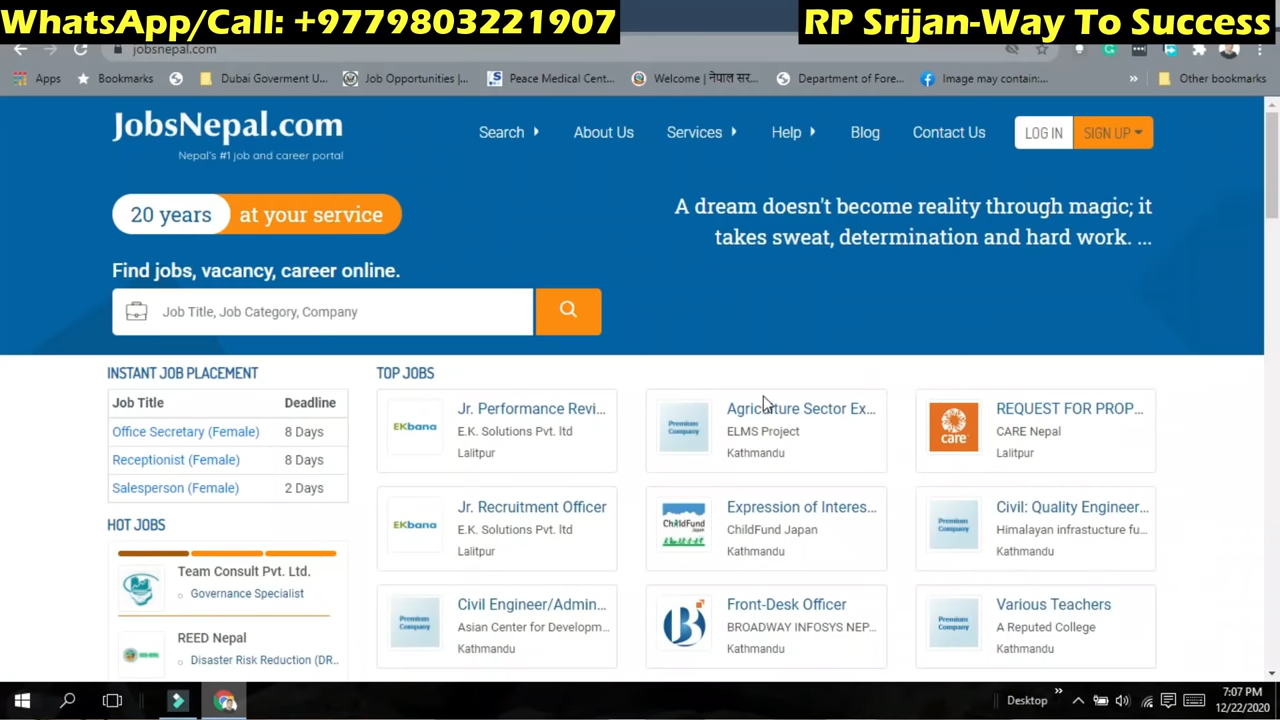 WhatsApp/Call: +9779803221907
RP Srijan-Way To Success
jobsnepal.com
Apps
Bookmarks
Dubai Goverment U...
Job Opportunities |...
Peace Medical Cent...
Welcome | नेपाल सर...
Department of Fore...
Image may contain:...
»
Other bookmarks
JobsNepal.com
Nepal's #1 job and career portal
Search
About Us
Services
Help
Blog
Contact Us
LOG IN
SIGN UP
20 years at your service
A dream doesn't become reality through magic; it
takes sweat, determination and hard work. ...
Find jobs, vacancy, career online.
Job Title, Job Category, Company
INSTANT JOB PLACEMENT
Job Title Deadline
Office Secretary (Female) 8 Days
Receptionist (Female) 8 Days
Salesperson (Female) 2 Days
HOT JOBS
Team Consult Pvt. Ltd.
Governance Specialist
REED Nepal
Disaster Risk Reduction (DR..
TOP JOBS
EKbana
Jr. Performance Revi...
E.K. Solutions Pvt. ltd
Lalitpur
Premium
Company
Agriculture Sector Ex...
ELMS Project
Kathmandu
care
REQUEST FOR PROP...
CARE Nepal
Lalitpur
EKbana
Jr. Recruitment Officer
E.K. Solutions Pvt. ltd
Lalitpur
ChildFund
Japan
Expression of Interes...
ChildFund Japan
Kathmandu
Premium
Company
Civil: Quality Engineer...
Himalayan infrastucture fu...
Kathmandu
Premium
Company
Civil Engineer/Admin...
Asian Center for Developm...
Kathmandu
Front-Desk Officer
BROADWAY INFOSYS NEP...
Kathmandu
Premium
Company
Various Teachers
A Reputed College
Kathmandu
Desktop
»
7:07 PM
12/22/2020